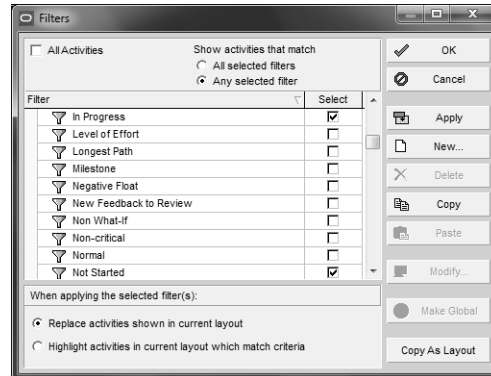 Filters
All Activities
Show activities that match
All selected filters
Any selected filter
Filter Select
In Progress
Level of Effort
Longest Path
Milestone
Negative Float
New Feedback to Review
Non What-If
Non-critical
Normal
Not Started
When applying the selected filter(s):
Replace activities shown in current layout
Highlight activities in current layout which match criteria
OK
Cancel
Apply
New...
Delete
Copy
Paste
Modify...
Make Global
Copy As Layout